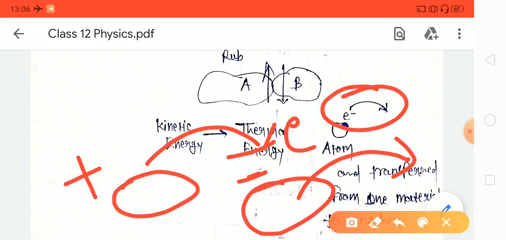 13:06
Class 12 Physics.pdf
Rub
A B
e-
Kinetic Energy → Thermal Energy
Atom
e
and transferred
from one material